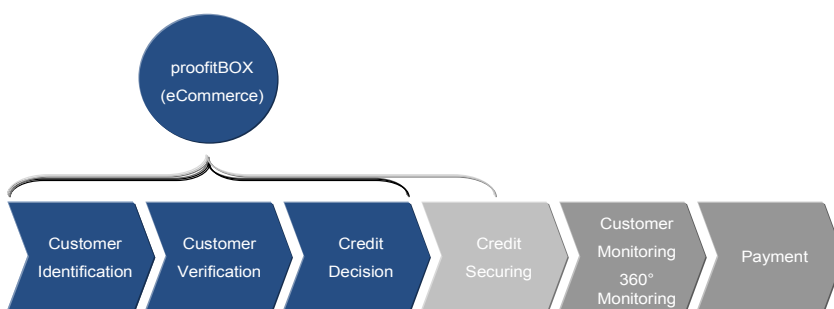 proofitBOX
(eCommerce)
Customer
Identification
Customer
Verification
Credit
Decision
Credit
Securing
Customer
Monitoring
360°
Monitoring
Payment